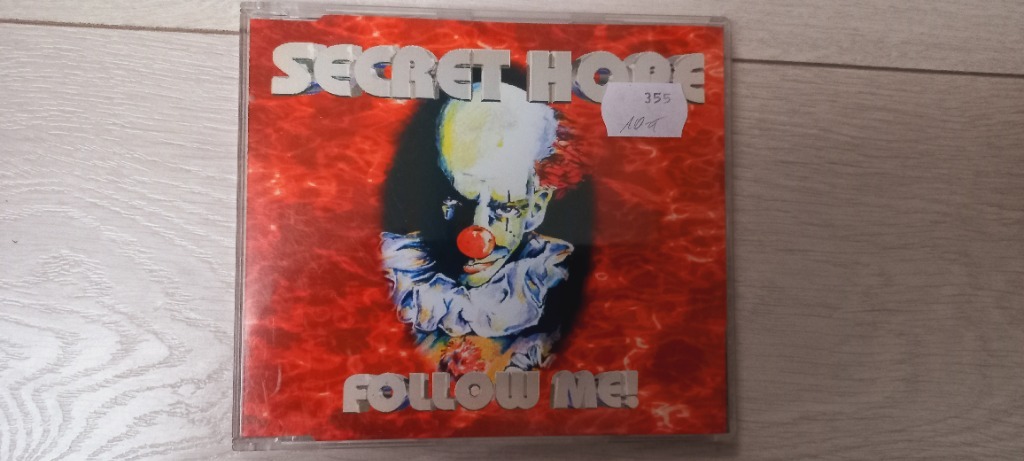 SECRET HOPE
355
10.-
FOLLOW ME!